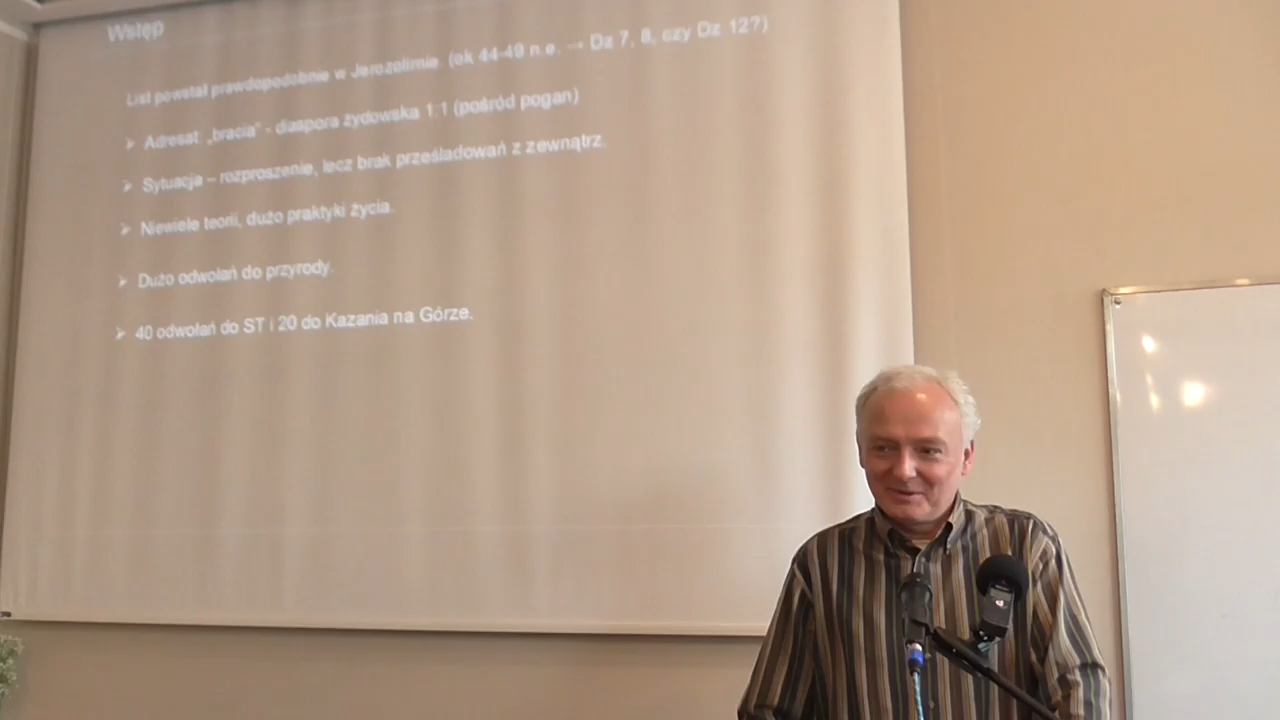 Wstęp
List powstał prawdopodobnie w Jerozolimie. (ok 44-49 n.e. → Dz 7, 8, czy Dz 12?)
➢ Adresat: „bracia” - diaspora żydowska 1:1 (pośród pogan)
➢ Sytuacja – rozproszenie, lecz brak prześladowań z zewnątrz.
➢ Niewiele teorii, dużo praktyki życia.
➢ Dużo odwołań do przyrody.
➢ 40 odwołań do ST i 20 do Kazania na Górze.